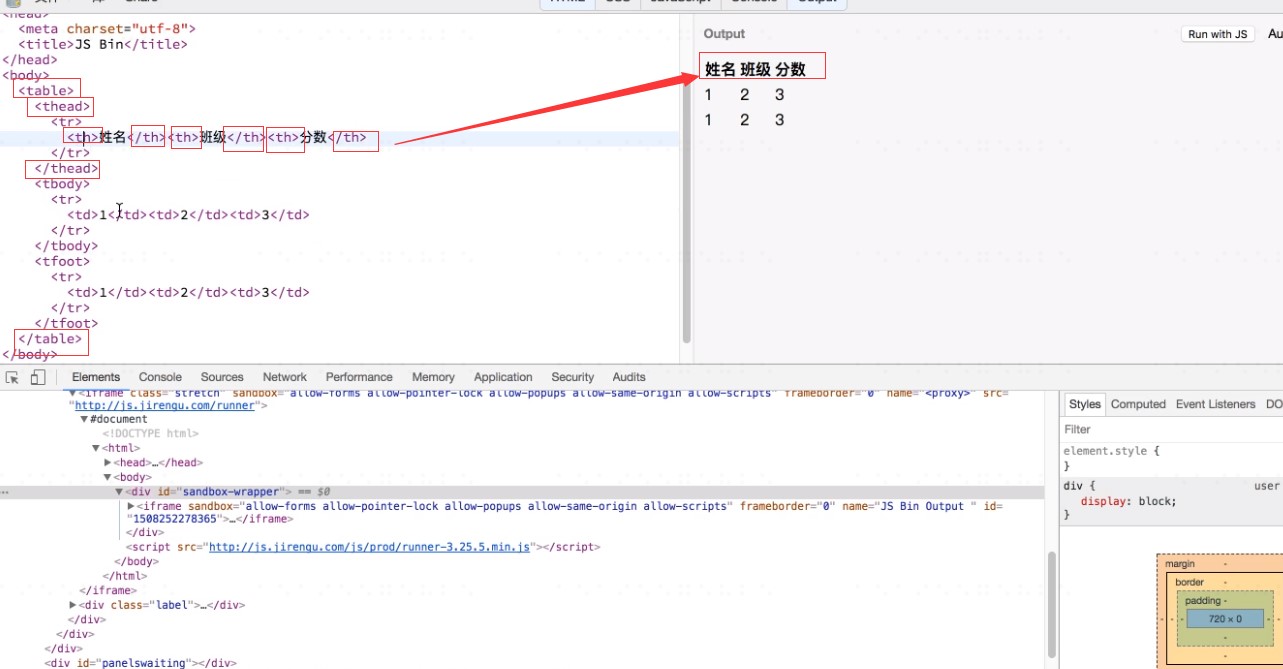 Share
Output
Run with JS
<head>
<meta charset="utf-8">
<title>JS Bin</title>
</head>
<body>
<table>
<thead>
<tr>
<th>姓名</th><th>班级</th><th>分数</th>
</tr>
</thead>
<tbody>
<tr>
<td>1</td><td>2</td><td>3</td>
</tr>
</tbody>
<tfoot>
<tr>
<td>1</td><td>2</td><td>3</td>
</tr>
</tfoot>
</table>
</body>
姓名 班级 分数
1 2 3
1 2 3
Elements Console Sources Network Performance Memory Application Security Audits
▼<iframe class="stretch" sandbox="allow-forms allow-pointer-lock allow-popups allow-same-origin allow-scripts" frameborder="0" name="<proxy>" src=
"http://js.jirengu.com/runner">
▼#document
<!DOCTYPE html>
▼<html>
▶<head>…</head>
▼<body>
▼<div id="sandbox-wrapper"> == $0
▶<iframe sandbox="allow-forms allow-pointer-lock allow-popups allow-same-origin allow-scripts" frameborder="0" name="JS Bin Output " id=
"1508252278365">…</iframe>
</div>
<script src="http://js.jirengu.com/js/prod/runner-3.25.5.min.js"></script>
</body>
</html>
</iframe>
▶<div class="label">…</div>
</div>
</div>
</div>
<div id="panelswaiting"></div>
Styles Computed Event Listeners DO
Filter
element.style {
}
div { user
display: block;
}
margin -
border -
padding -
- - - 720 × 0 - -
-
-